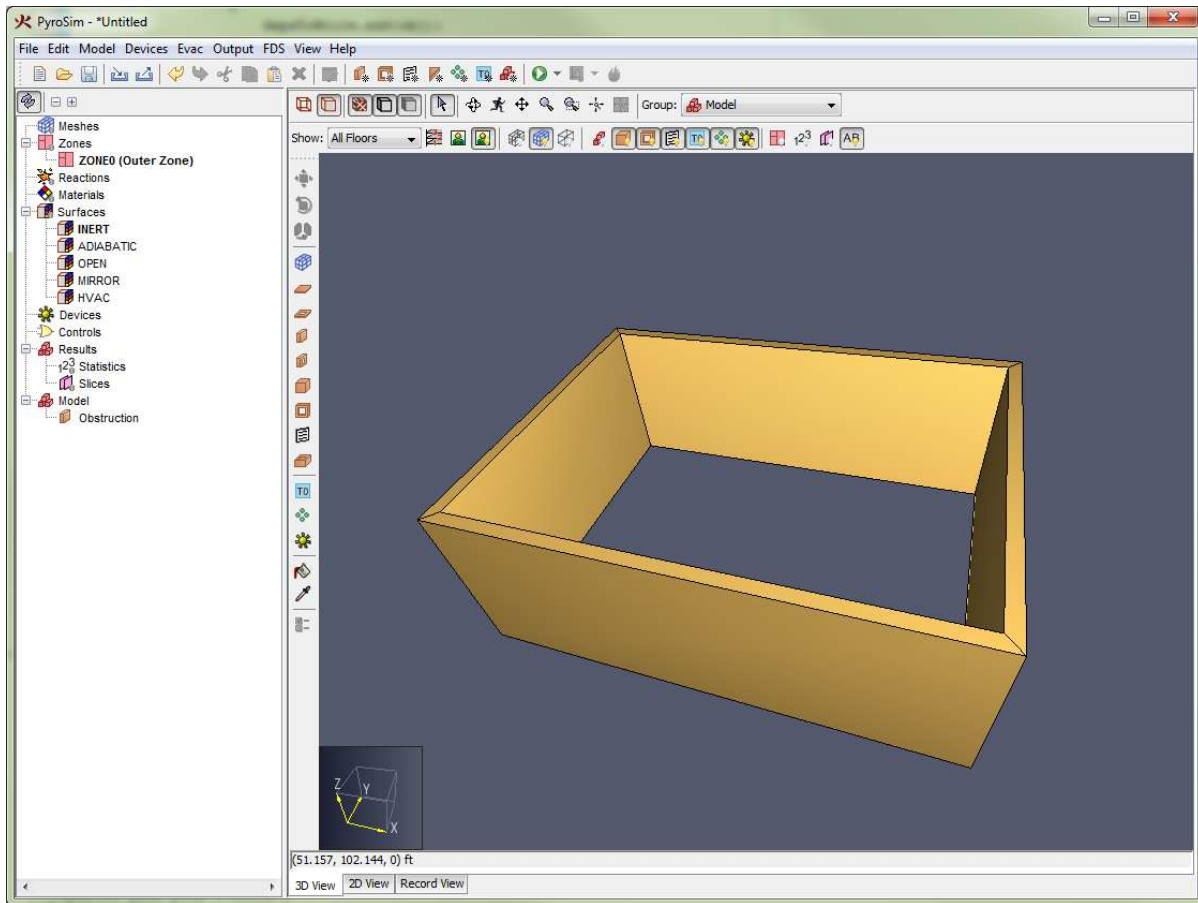 PyroSim - *Untitled
File Edit Model Devices Evac Output FDS View Help
Group: Model
Show: All Floors
Meshes
Zones
ZONE0 (Outer Zone)
Reactions
Materials
Surfaces
INERT
ADIABATIC
OPEN
MIRROR
HVAC
Devices
Controls
Results
Statistics
Slices
Model
Obstruction
Z
Y
X
(51.157, 102.144, 0) ft
3D View 2D View Record View